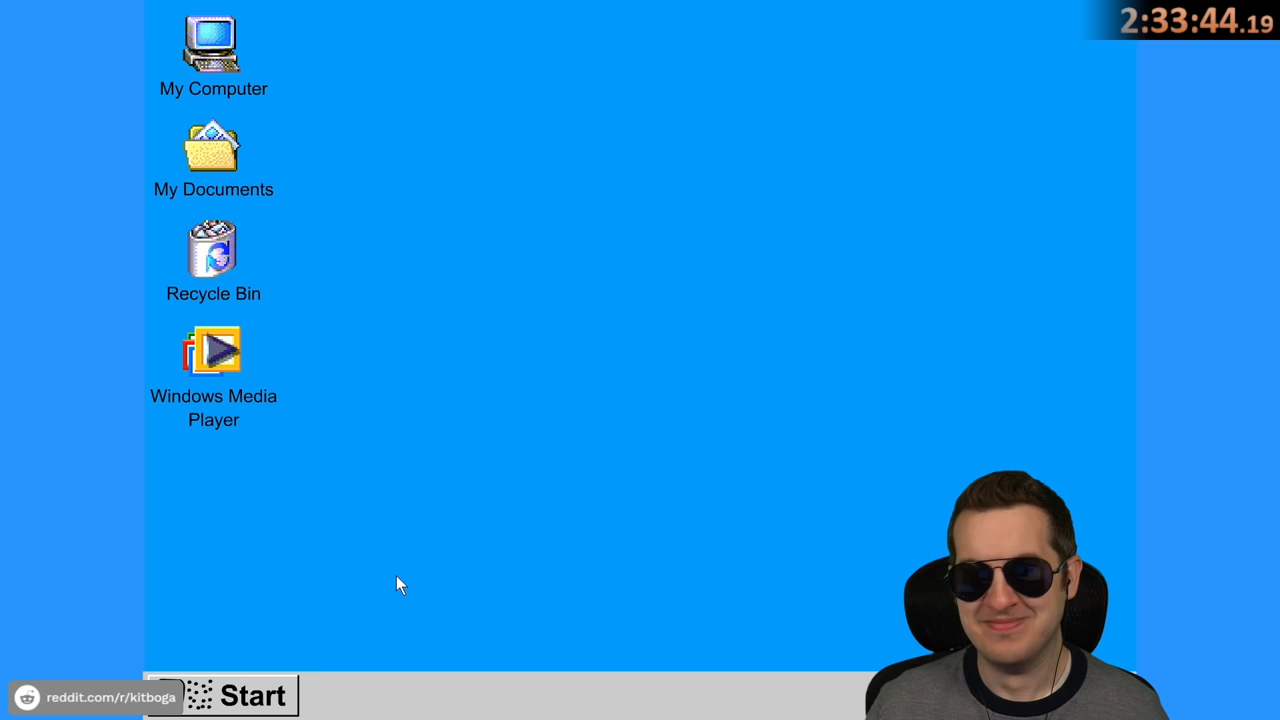 2:33:44.19
My Computer
My Documents
Recycle Bin
Windows Media
Player
Start
reddit.com/r/kitboga